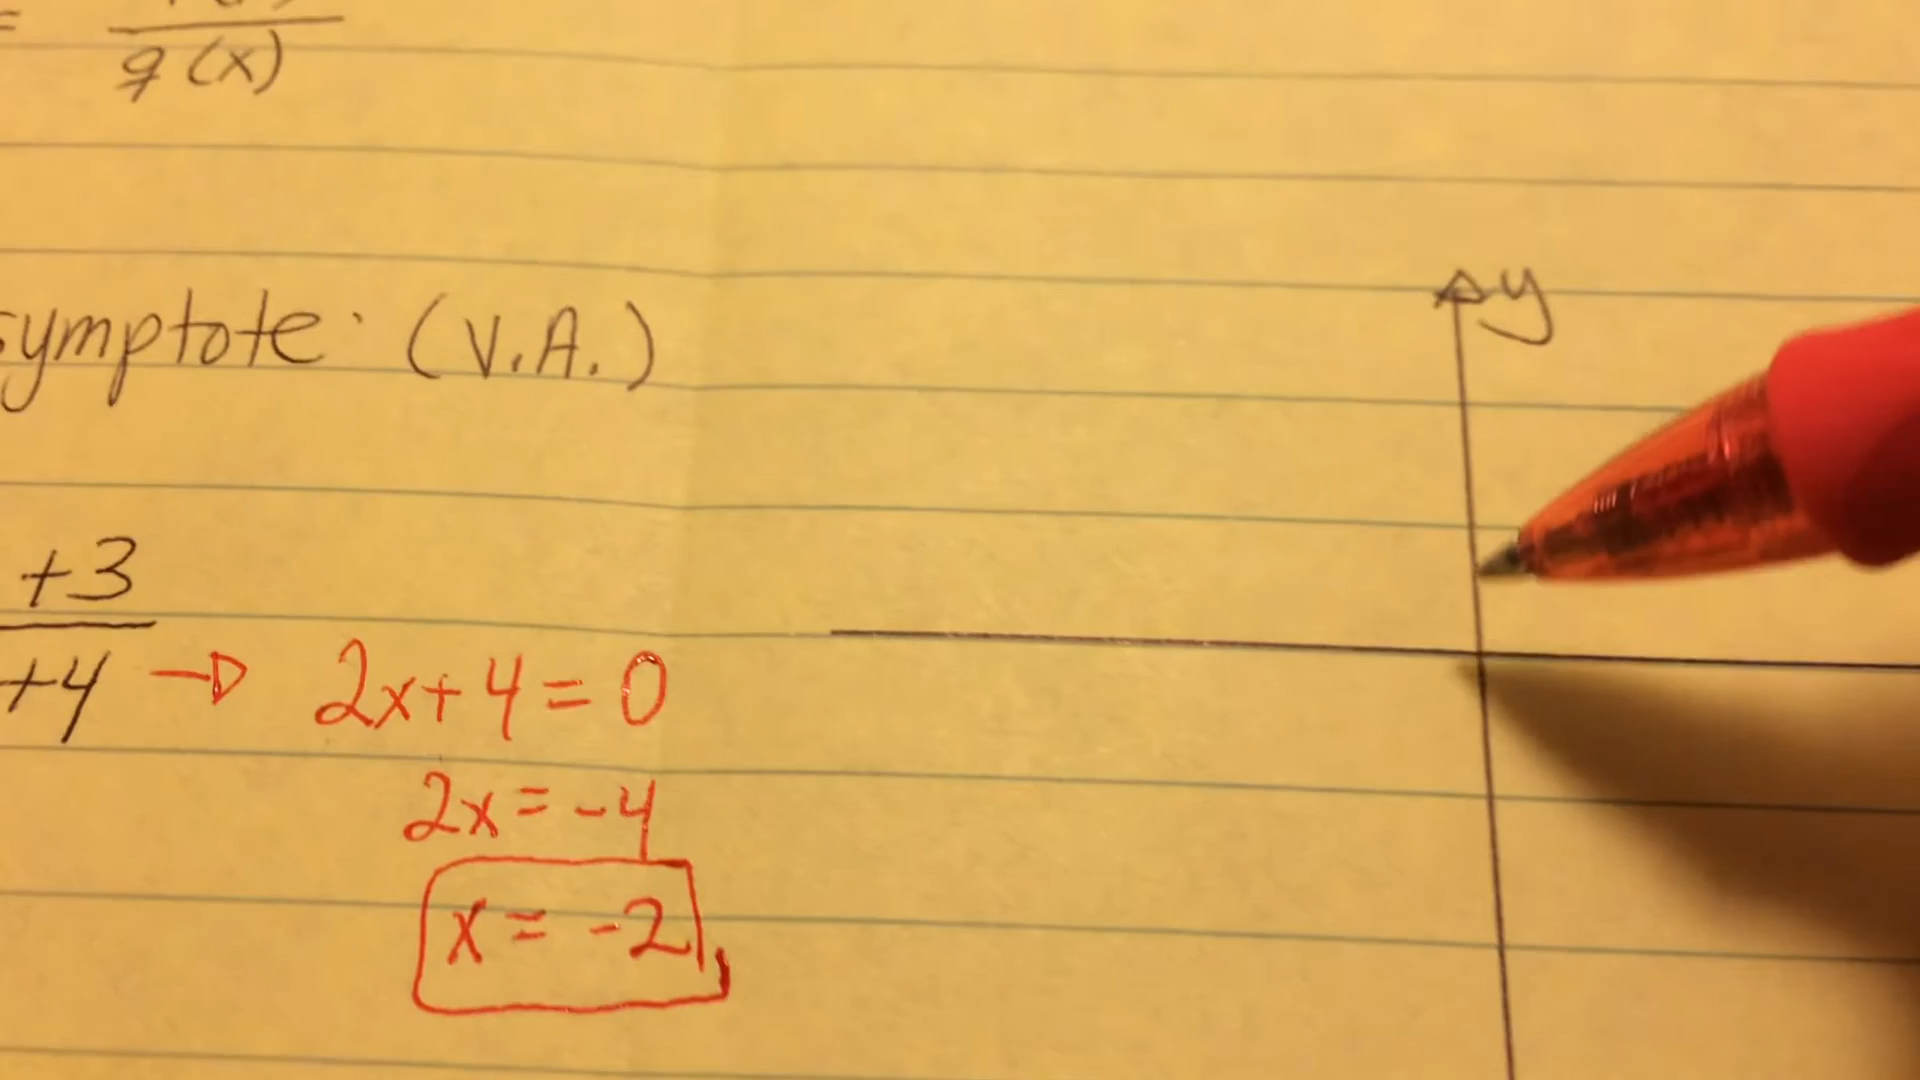 =
q(x)
symptote: (V.A.)
y
+3
+4 → 2x+4=0
2x = -4
x = -2